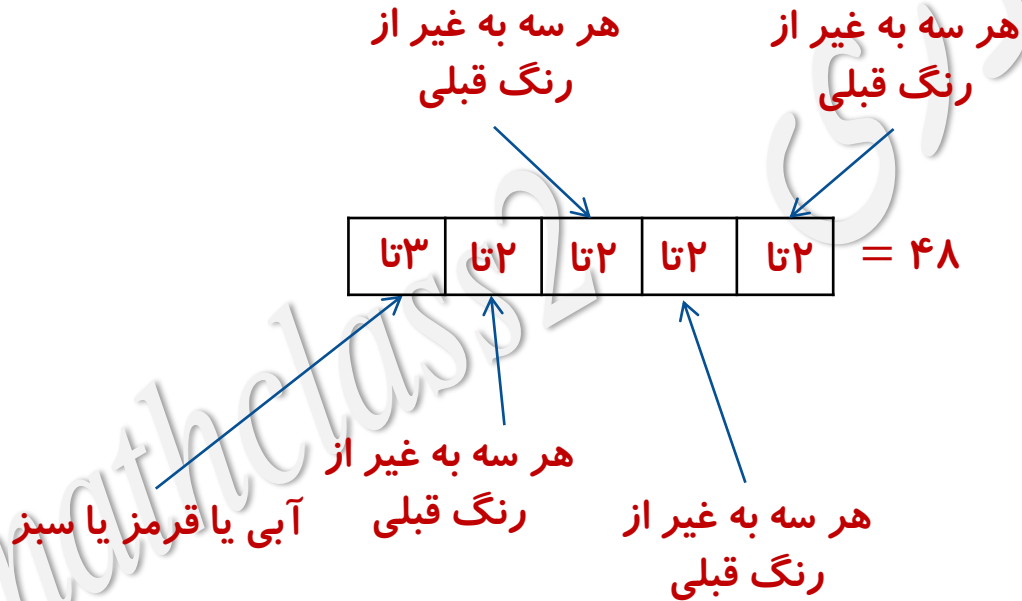 هر سه به غیر از
رنگ قبلی
هر سه به غیر از
رنگ قبلی
۳تا ۲تا ۲تا ۲تا ۲تا = ۴۸
آبی یا قرمز یا سبز
هر سه به غیر از
رنگ قبلی
هر سه به غیر از
رنگ قبلی
mathclass2